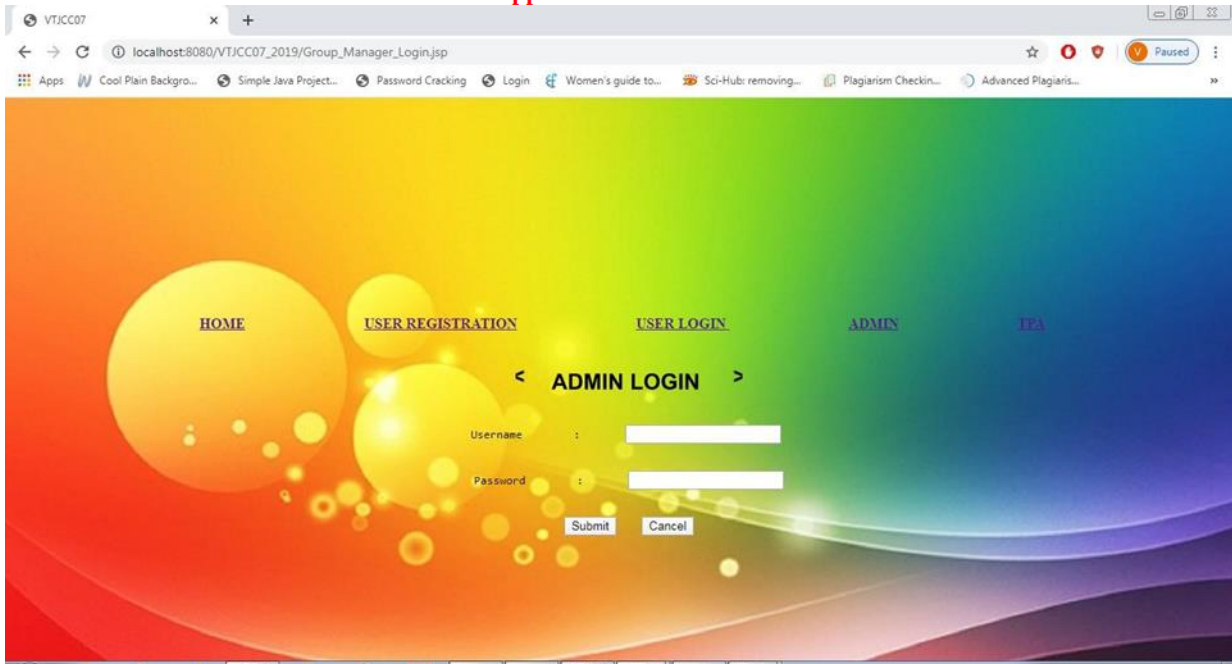 VTJCC07
localhost:8080/VTJCC07_2019/Group_Manager_Login.jsp
Paused
Apps Cool Plain Backgro... Simple Java Project... Password Cracking Login Women's guide to... Sci-Hub: removing... Plagiarism Checkin... Advanced Plagiaris... »
HOME USER REGISTRATION USER LOGIN ADMIN TPA
< ADMIN LOGIN >
Username :
Password :
Submit Cancel